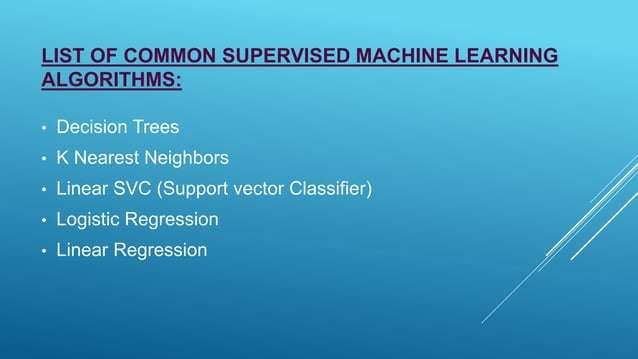 LIST OF COMMON SUPERVISED MACHINE LEARNING
ALGORITHMS:
• Decision Trees
• K Nearest Neighbors
• Linear SVC (Support vector Classifier)
• Logistic Regression
• Linear Regression